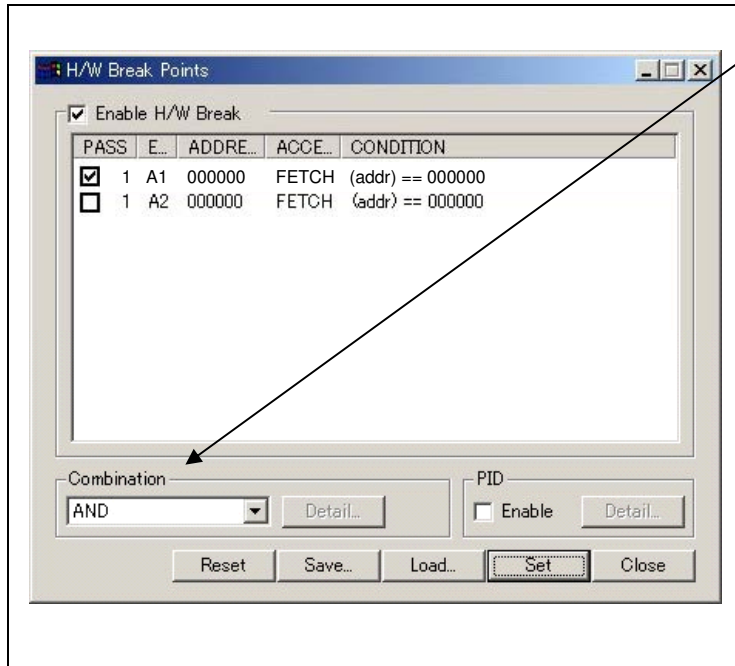 H/W Break Points
Enable H/W Break
PASS E... ADDRE... ACCE... CONDITION
1 A1 000000 FETCH (addr) == 000000
1 A2 000000 FETCH (addr) == 000000
Combination
PID
AND Detail... Enable Detail...
Reset Save... Load... Set Close